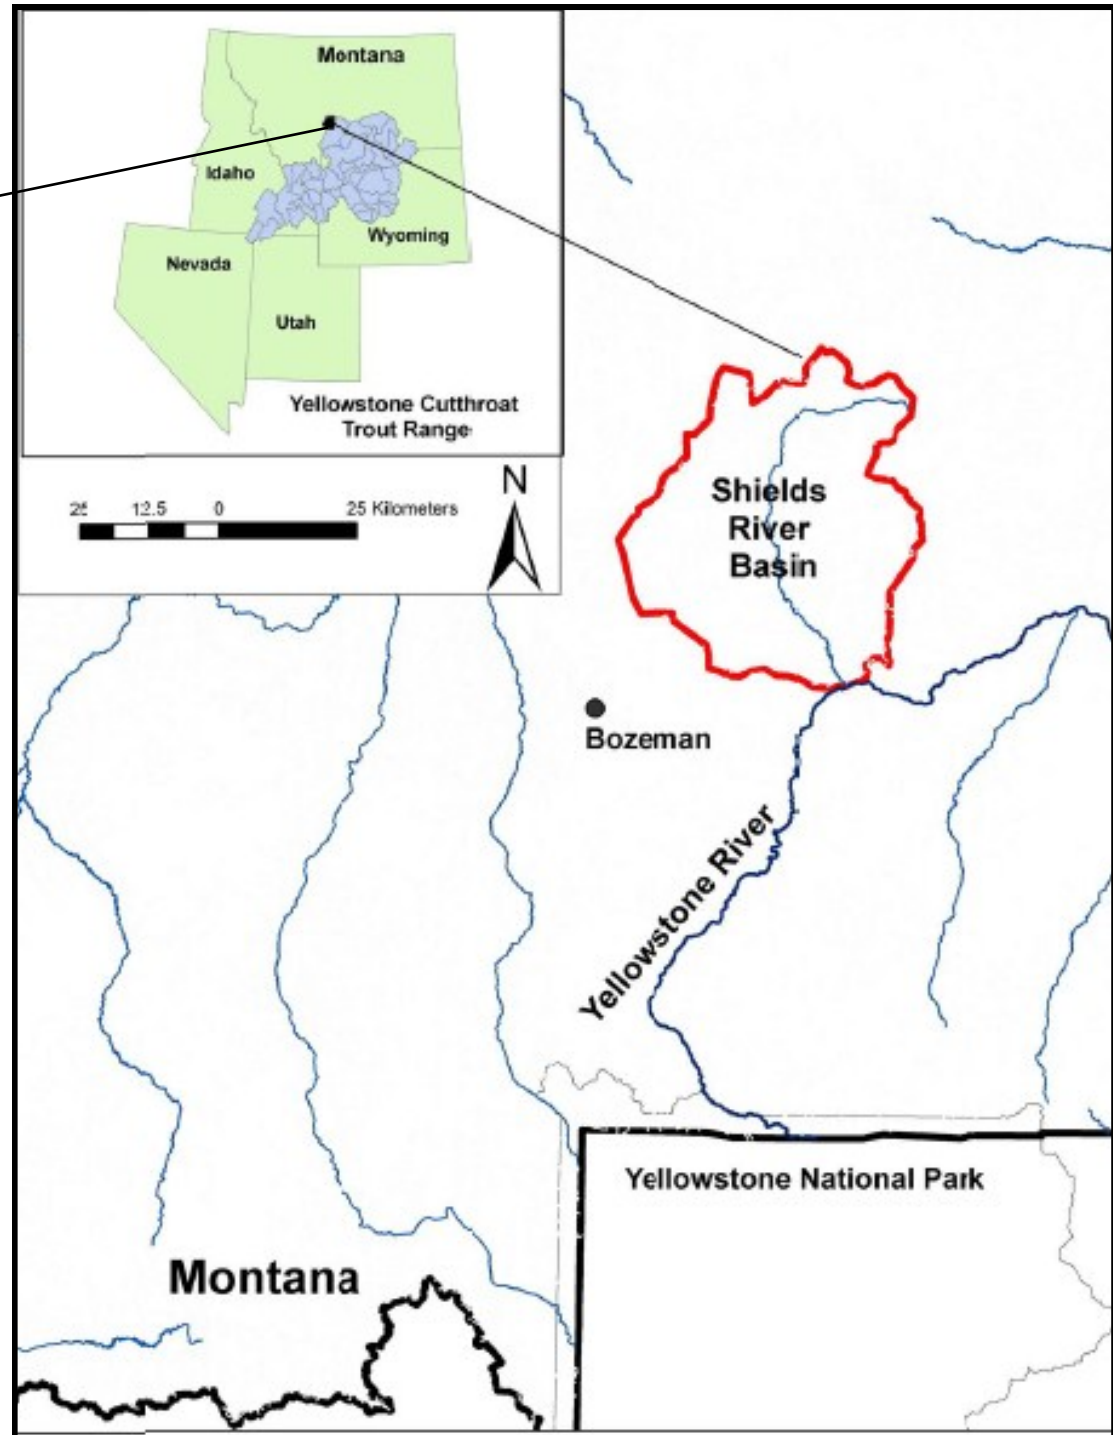 Montana
Idaho
Wyoming
Nevada
Utah
Yellowstone Cutthroat
Trout Range
N
25 12.5 0 25 Kilometers
Shields
River
Basin
Bozeman
Yellowstone River
Yellowstone National Park
Montana